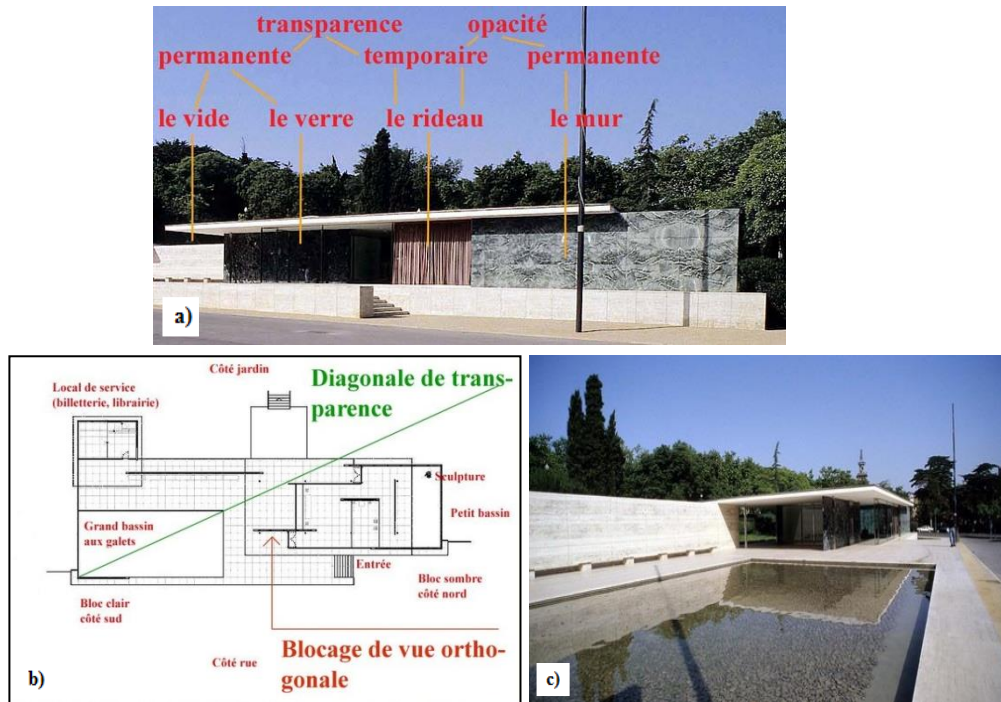 transparence opacité
permanente temporaire permanente
le vide le verre le rideau le mur
a)
Côté jardin
Diagonale de trans-
parence
Local de service
(billetterie, librairie)
Sculpture
Grand bassin
aux galets
Petit bassin
Entrée
Bloc sombre
côté nord
Bloc clair
côté sud
Côté rue
Blocage de vue ortho-
gonale
b)
c)